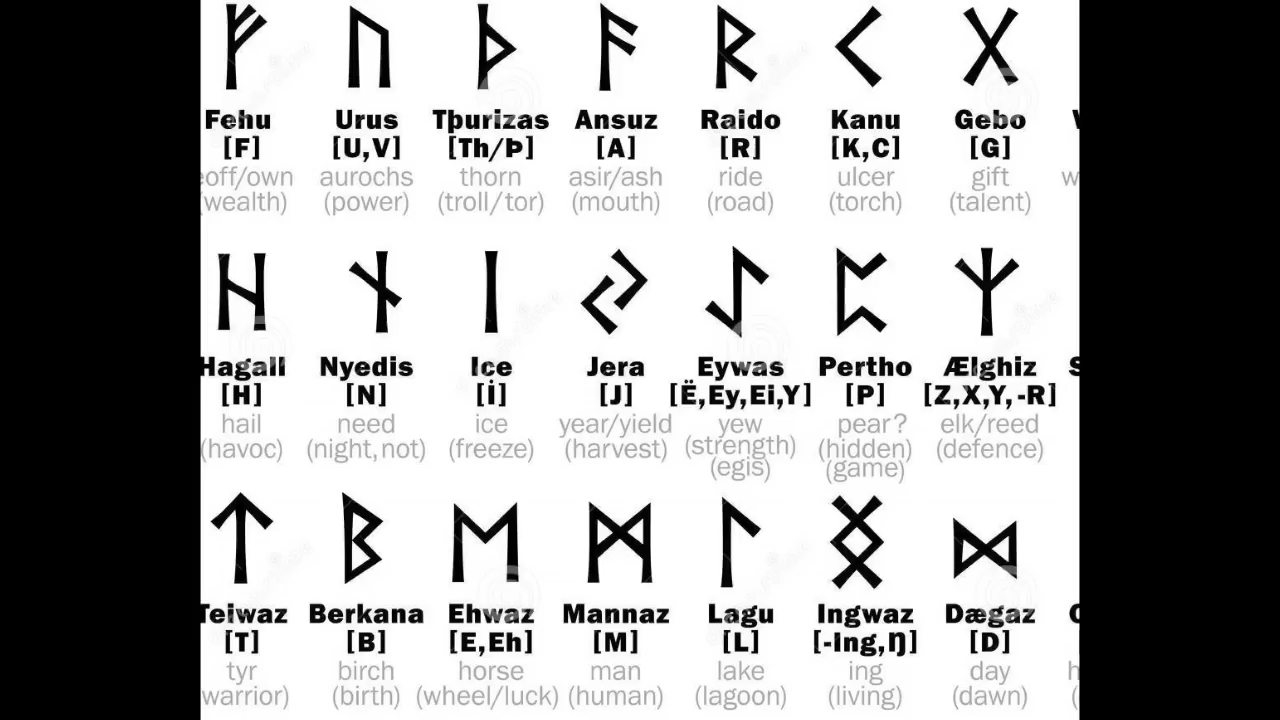 ᚠ ᚢ ᚦ ᚨ ᚱ ᚲ ᚷ
Fehu Urus Tþurizas Ansuz Raido Kanu Gebo
[F] [U,V] [Th/Þ] [A] [R] [K,C] [G]
eoff/own aurochs thorn asir/ash ride ulcer gift
(wealth) (power) (troll/tor) (mouth) (road) (torch) (talent)
ᚺ ᚾ ᛁ ᛃ ᛇ ᛈ ᛉ
Hagall Nyedis Ice Jera Eywas Pertho Ælghiz
[H] [N] [İ] [J] [Ë,Ey,Ei,Y] [P] [Z,X,Y,-R]
hail need ice year/yield yew pear? elk/reed
(havoc) (night,not) (freeze) (harvest) (strength) (hidden) (defence)
(egis) (game)
ᛏ ᛒ ᛖ ᛗ ᛚ ᛝ ᛞ
Teiwaz Berkana Ehwaz Mannaz Lagu Ingwaz Dægaz
[T] [B] [E,Eh] [M] [L] [-Ing,Ŋ] [D]
tyr birch horse man lake ing day
warrior) (birth) (wheel/luck) (human) (lagoon) (living) (dawn)